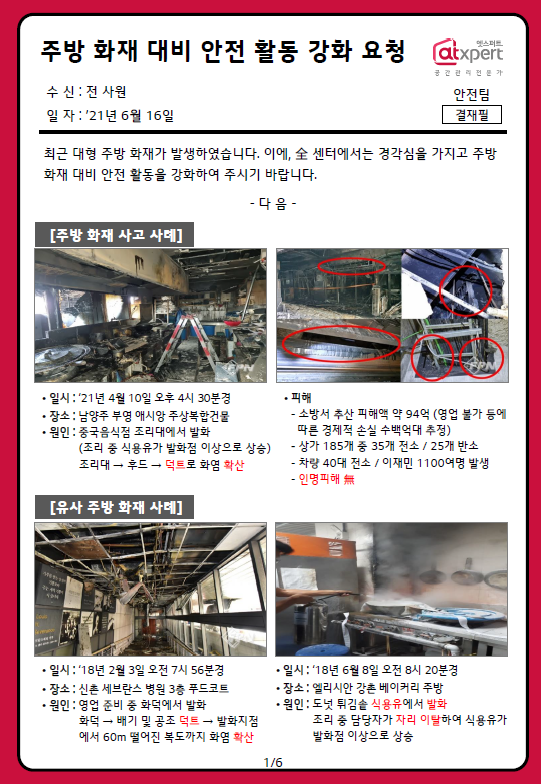 주방 화재 대비 안전 활동 강화 요청
엣스퍼트
atxpert
공간관리전문가
수 신 : 전 사원
안전팀
일 자 : ’21년 6월 16일
결재필
최근 대형 주방 화재가 발생하였습니다. 이에, 全 센터에서는 경각심을 가지고 주방
화재 대비 안전 활동을 강화하여 주시기 바랍니다.
- 다 음 -
[주방 화재 사고 사례]
FPN
FPN
• 일시 : ‘21년 4월 10일 오후 4시 30분경
• 장소 : 남양주 부영 애시앙 주상복합건물
• 원인 : 중국음식점 조리대에서 발화
(조리 중 식용유가 발화점 이상으로 상승)
조리대 → 후드 → 덕트로 화염 확산
• 피해
- 소방서 추산 피해액 약 94억 (영업 불가 등에
따른 경제적 손실 수백억대 추정)
- 상가 185개 중 35개 전소 / 25개 반소
- 차량 40대 전소 / 이재민 1100여명 발생
- 인명피해 無
[유사 주방 화재 사례]
• 일시 : ‘18년 2월 3일 오전 7시 56분경
• 장소 : 신촌 세브란스 병원 3층 푸드코트
• 원인 : 영업 준비 중 화덕에서 발화
화덕 → 배기 및 공조 덕트 → 발화지점
에서 60m 떨어진 복도까지 화염 확산
• 일시 : ‘18년 6월 8일 오전 8시 20분경
• 장소 : 엘리시안 강촌 베이커리 주방
• 원인 : 도넛 튀김솥 식용유에서 발화
조리 중 담당자가 자리 이탈하여 식용유가
발화점 이상으로 상승
1/6